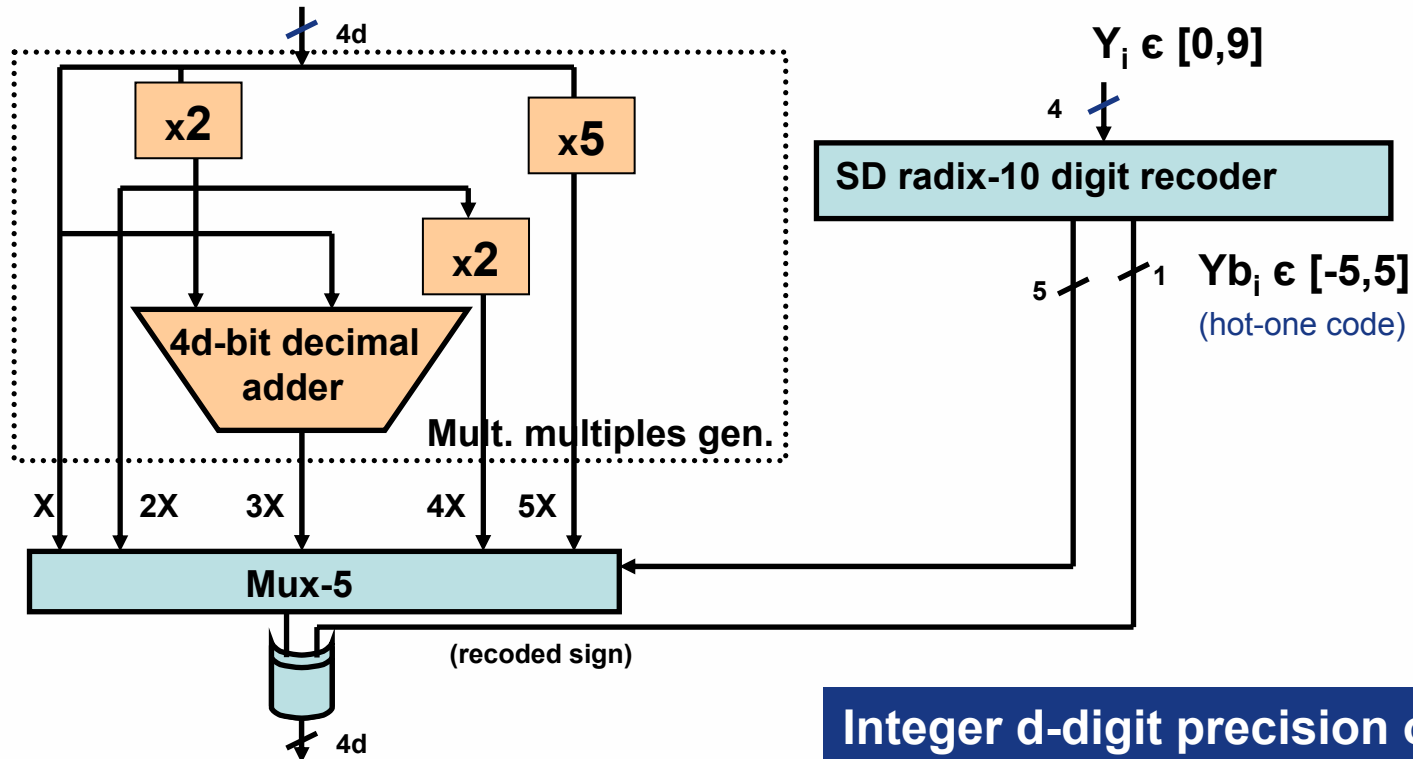 4d
Yi є [0,9]
x2
x5
4
SD radix-10 digit recoder
x2
5
1
Ybi є [-5,5]
(hot-one code)
4d-bit decimal
adder
Mult. multiples gen.
X
2X
3X
4X
5X
Mux-5
(recoded sign)
4d
Integer d-digit precision